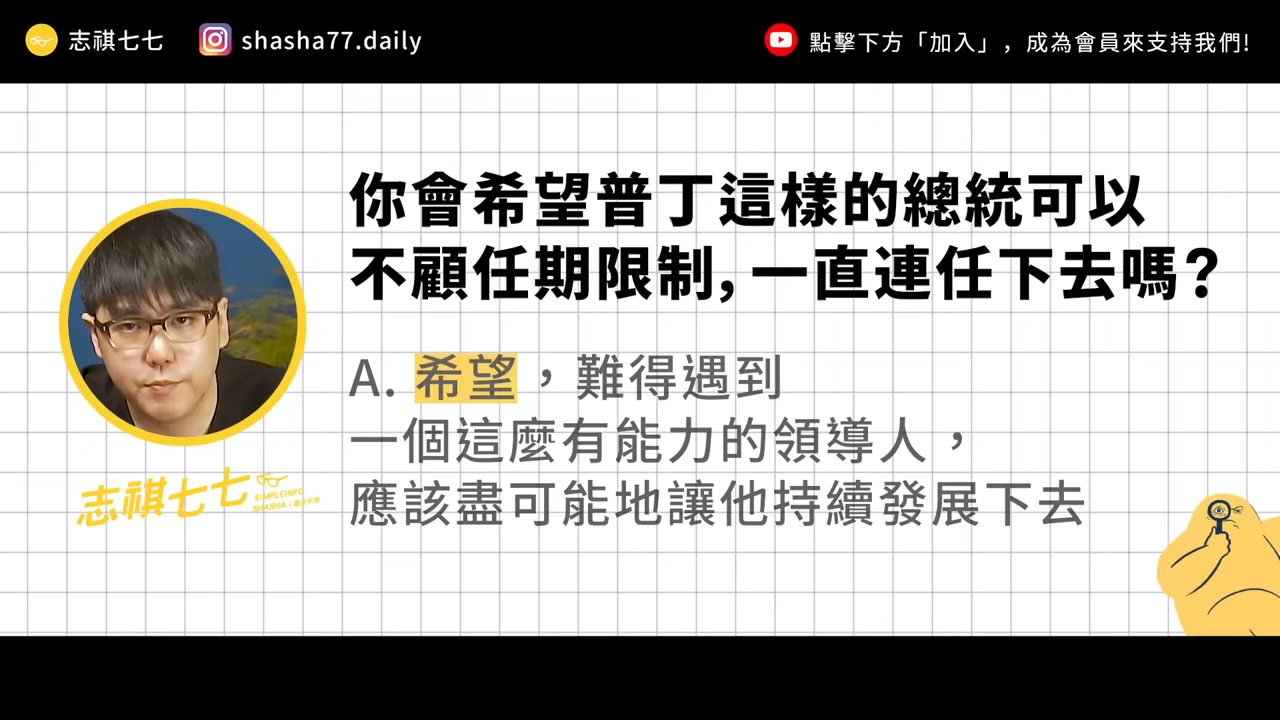 志祺七七
shasha77.daily
點擊下方「加入」，成為會員來支持我們!
你會希望普丁這樣的總統可以
不顧任期限制，一直連任下去嗎？
A. 希望，難得遇到
一個這麼有能力的領導人，
應該盡可能地讓他持續發展下去
志祺七七
SIMPLEINFO